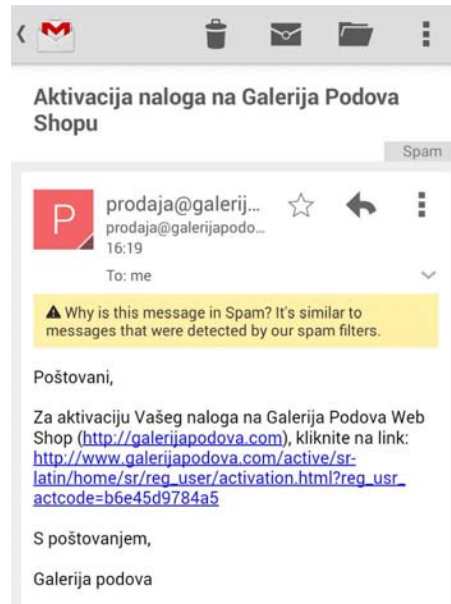 Aktivacija naloga na Galerija Podova
Shopu
Spam
P
prodaja@galerij...
prodaja@galerijapodo...
16:19
To: me
Why is this message in Spam? It's similar to
messages that were detected by our spam filters.
Poštovani,
Za aktivaciju Vašeg naloga na Galerija Podova Web
Shop (http://galerijapodova.com), kliknite na link:
http://www.galerijapodova.com/active/sr-
latin/home/sr/reg_user/activation.html?reg_usr_
actcode=b6e45d9784a5
S poštovanjem,
Galerija podova